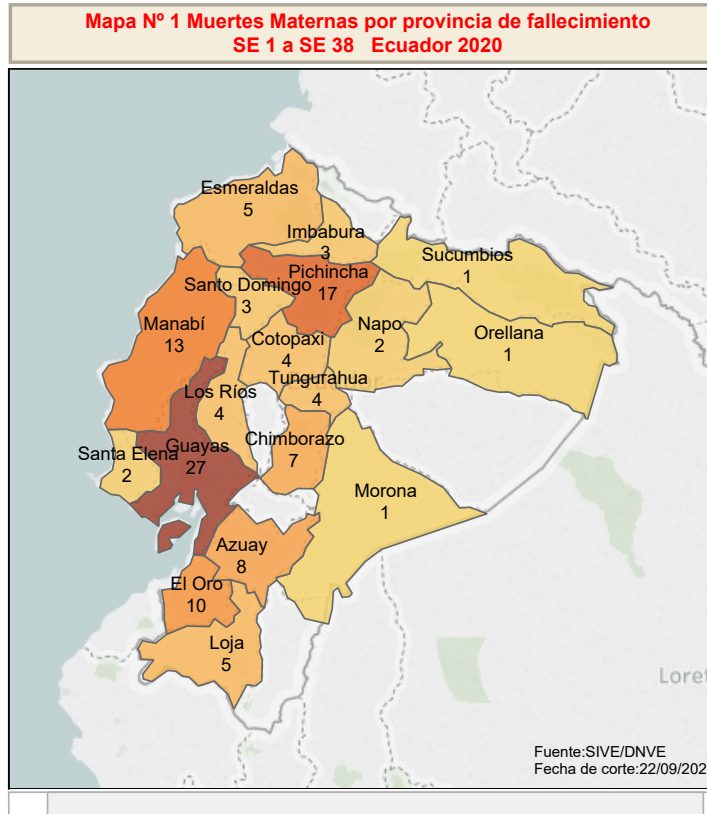 Mapa Nº 1 Muertes Maternas por provincia de fallecimiento
SE 1 a SE 38 Ecuador 2020
Esmeraldas
5
Imbabura
3
Sucumbios
1
Pichincha
17
Santo Domingo
3
Manabí
13
Napo
2
Orellana
1
Cotopaxi
4
Tungurahua
4
Los Ríos
4
Chimborazo
7
Santa Elena
2
Guayas
27
Morona
1
Azuay
8
El Oro
10
Loja
5
Loret
Fuente:SIVE/DNVE
Fecha de corte:22/09/202